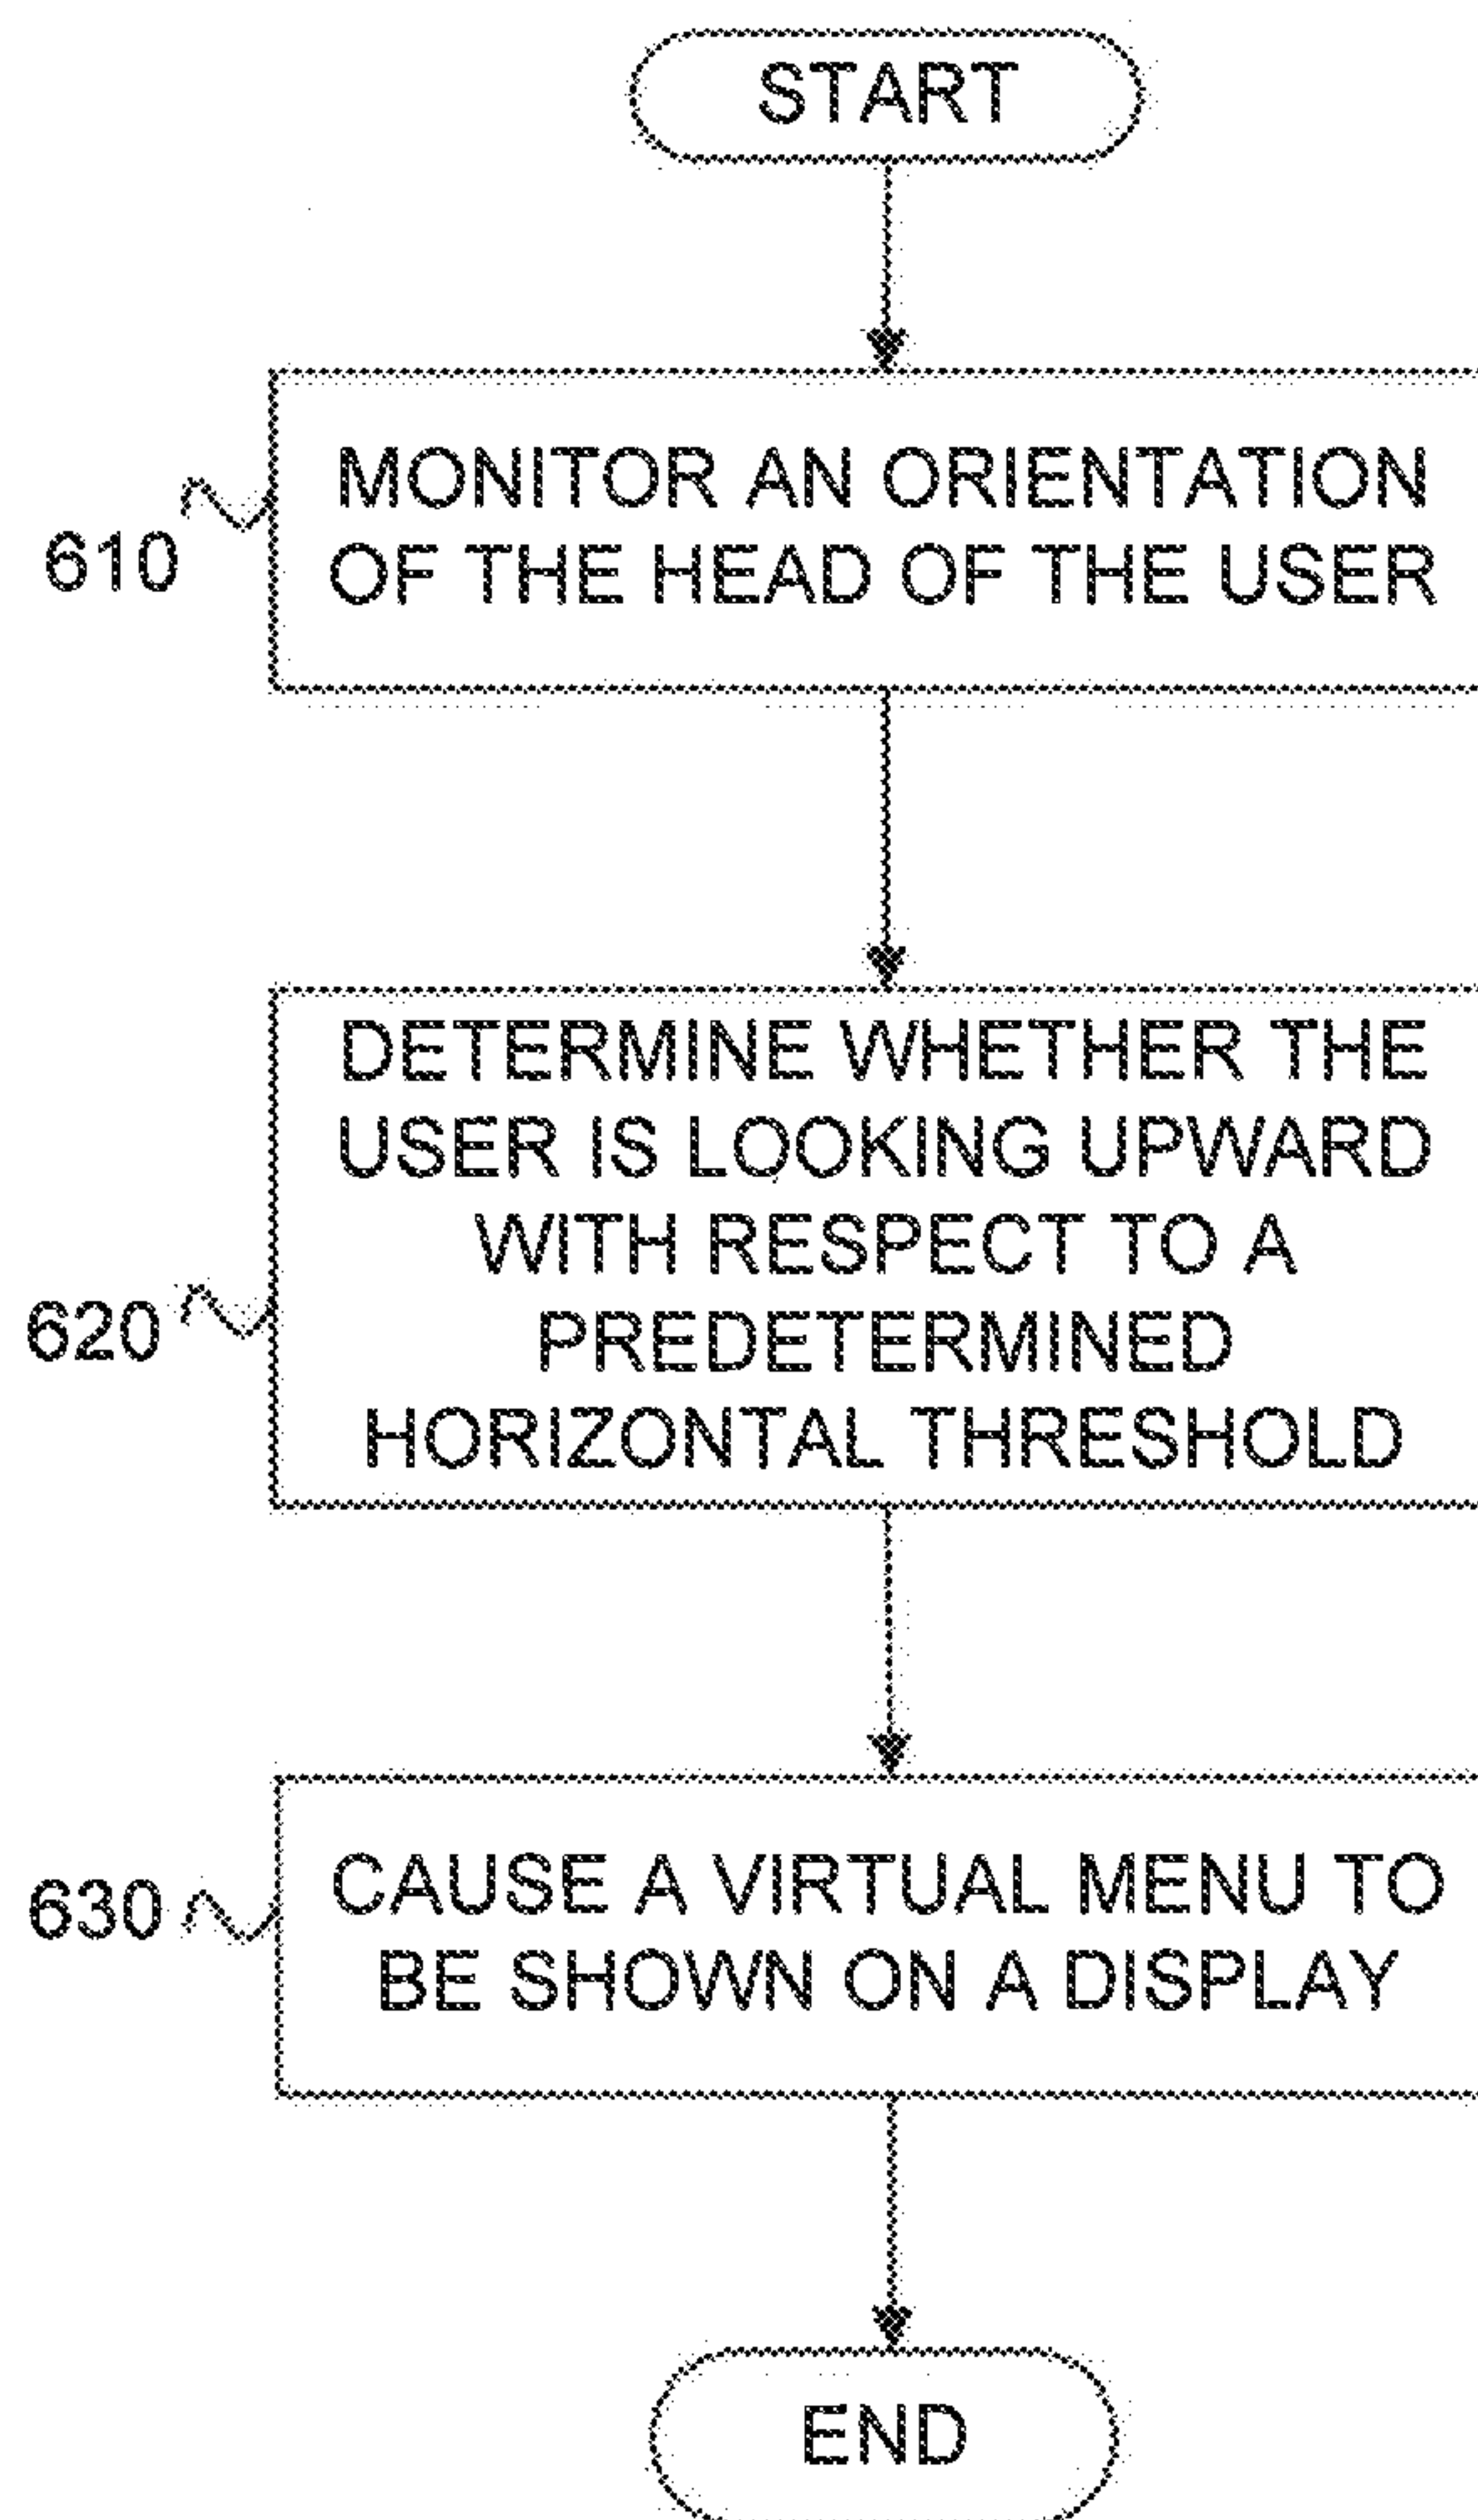 START
MONITOR AN ORIENTATION
OF THE HEAD OF THE USER
610
DETERMINE WHETHER THE
USER IS LOOKING UPWARD
WITH RESPECT TO A
PREDETERMINED
HORIZONTAL THRESHOLD
620
CAUSE A VIRTUAL MENU TO
BE SHOWN ON A DISPLAY
630
END